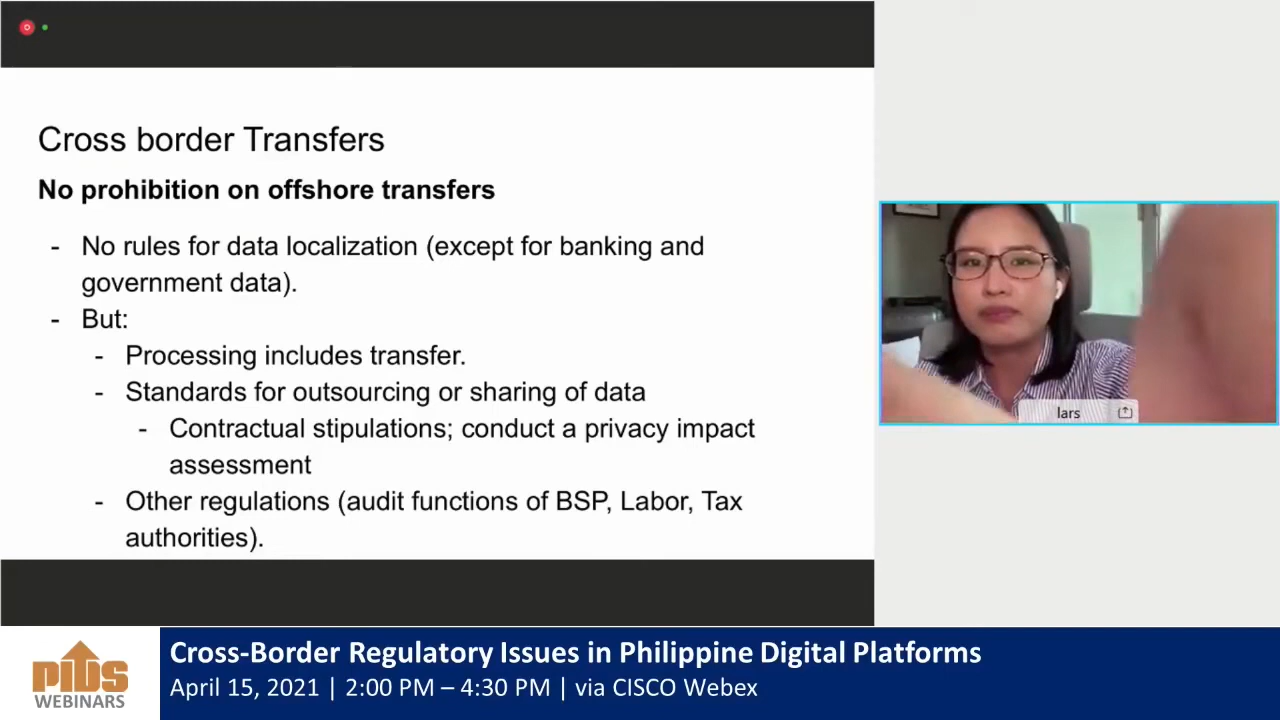 Cross border Transfers
No prohibition on offshore transfers
- No rules for data localization (except for banking and
government data).
- But:
- Processing includes transfer.
- Standards for outsourcing or sharing of data
- Contractual stipulations; conduct a privacy impact
assessment
- Other regulations (audit functions of BSP, Labor, Tax
authorities).
lars
PIDS
WEBINARS
Cross-Border Regulatory Issues in Philippine Digital Platforms
April 15, 2021 | 2:00 PM – 4:30 PM | via CISCO Webex